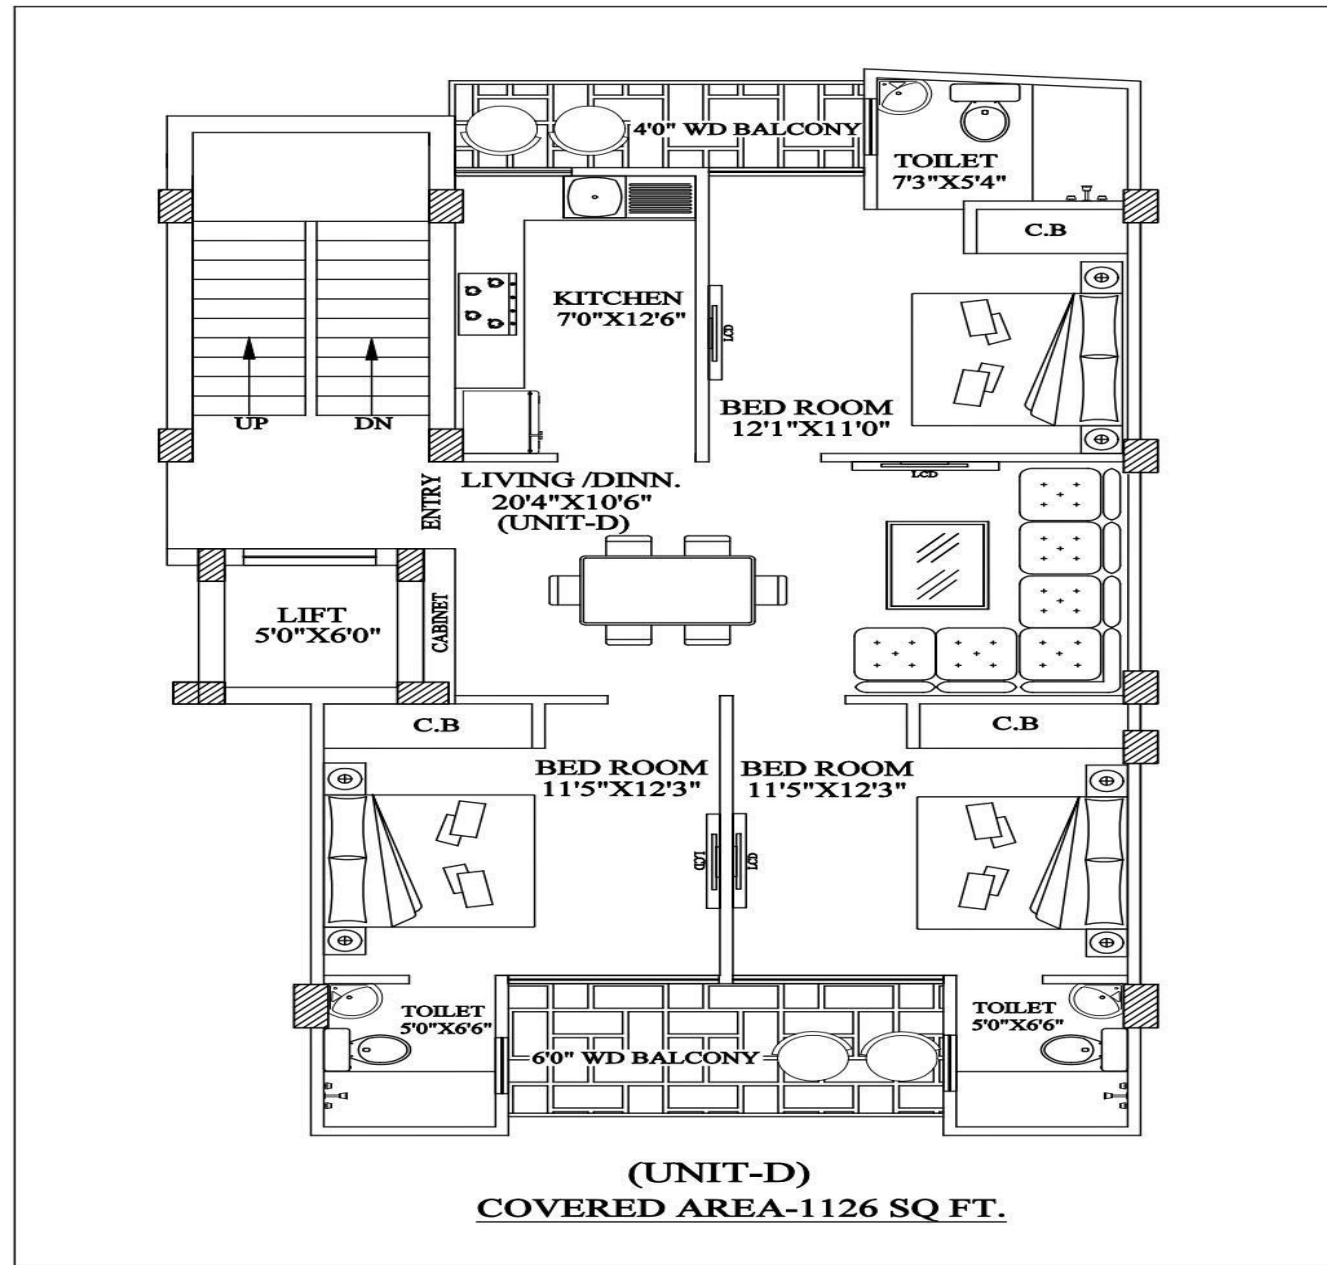 4'0" WD BALCONY
TOILET
7'3"X5'4"
C.B
KITCHEN
7'0"X12'6"
LCD
BED ROOM
12'1"X11'0"
UP
DN
LCD
ENTRY
LIVING /DINN.
20'4"X10'6"
(UNIT-D)
LIFT
5'0"X6'0"
CABINET
C.B
C.B
BED ROOM
11'5"X12'3"
BED ROOM
11'5"X12'3"
LCD
LCD
TOILET
5'0"X6'6"
TOILET
5'0"X6'6"
6'0" WD BALCONY
(UNIT-D)
COVERED AREA-1126 SQ FT.